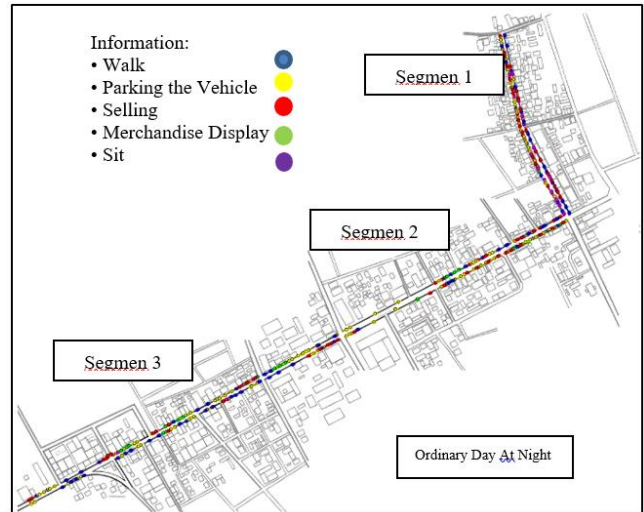 Information:
• Walk
• Parking the Vehicle
• Selling
• Merchandise Display
• Sit
Segmen 1
Segmen 2
Segmen 3
Ordinary Day At Night